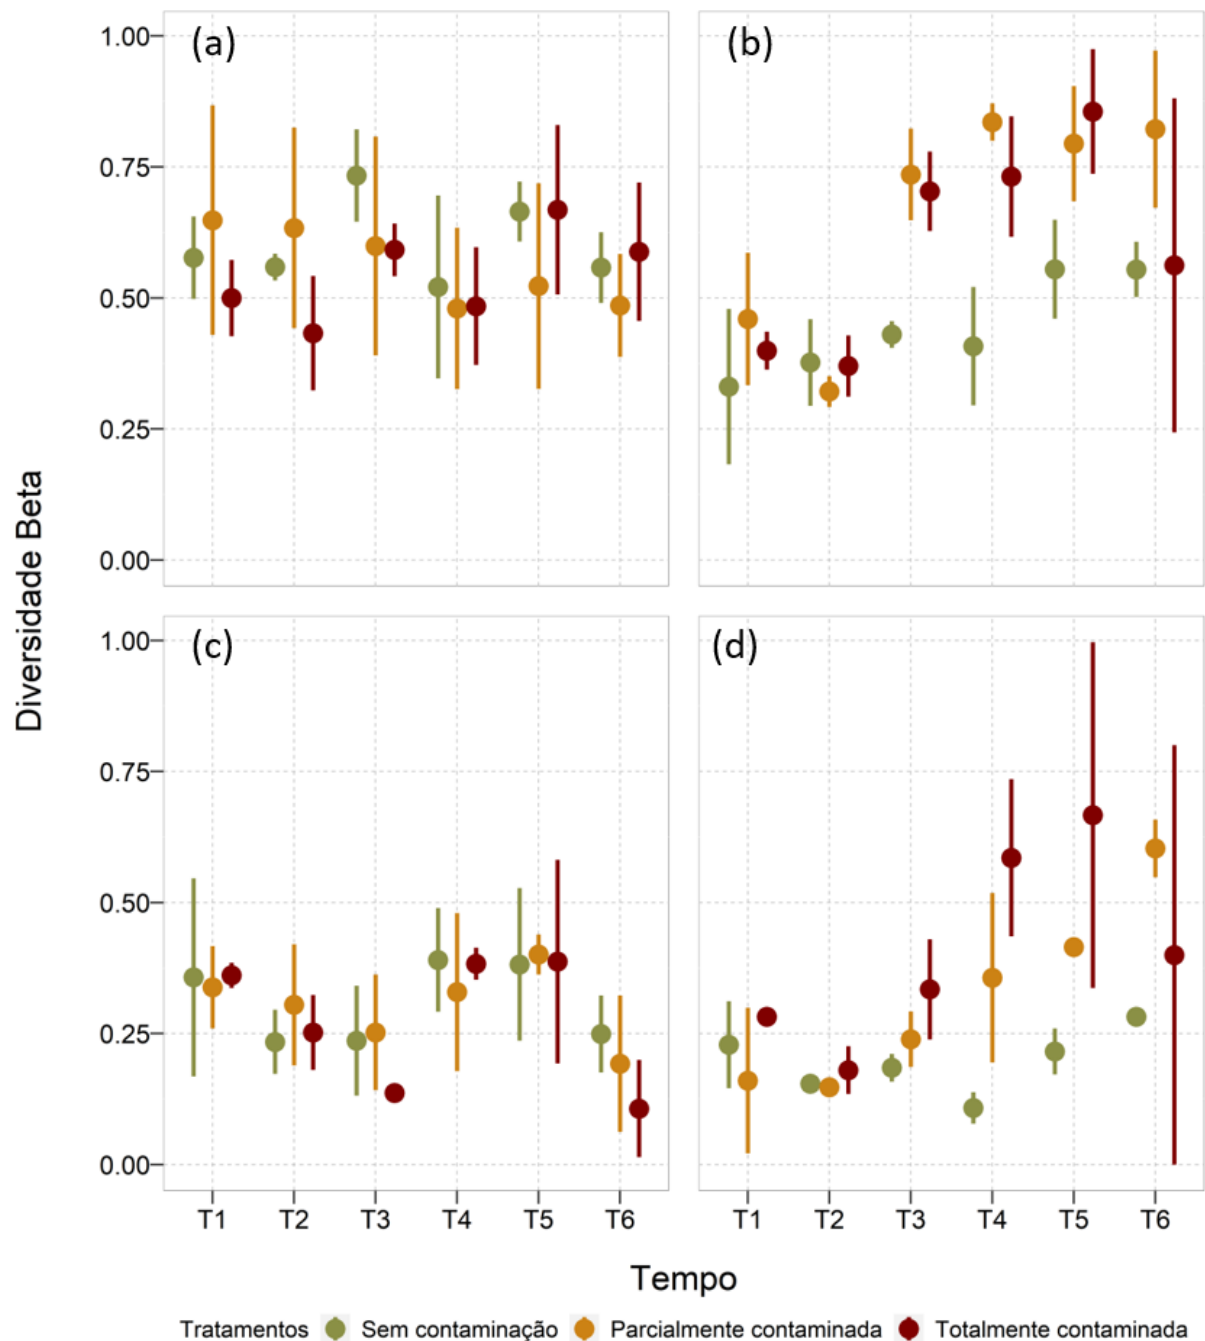 (a)
(b)
1.00
0.75
0.50
0.25
0.00
Diversidade Beta
(c)
(d)
1.00
0.75
0.50
0.25
0.00
T1 T2 T3 T4 T5 T6
T1 T2 T3 T4 T5 T6
Tempo
Tratamentos Sem contaminação Parcialmente contaminada Totalmente contaminada